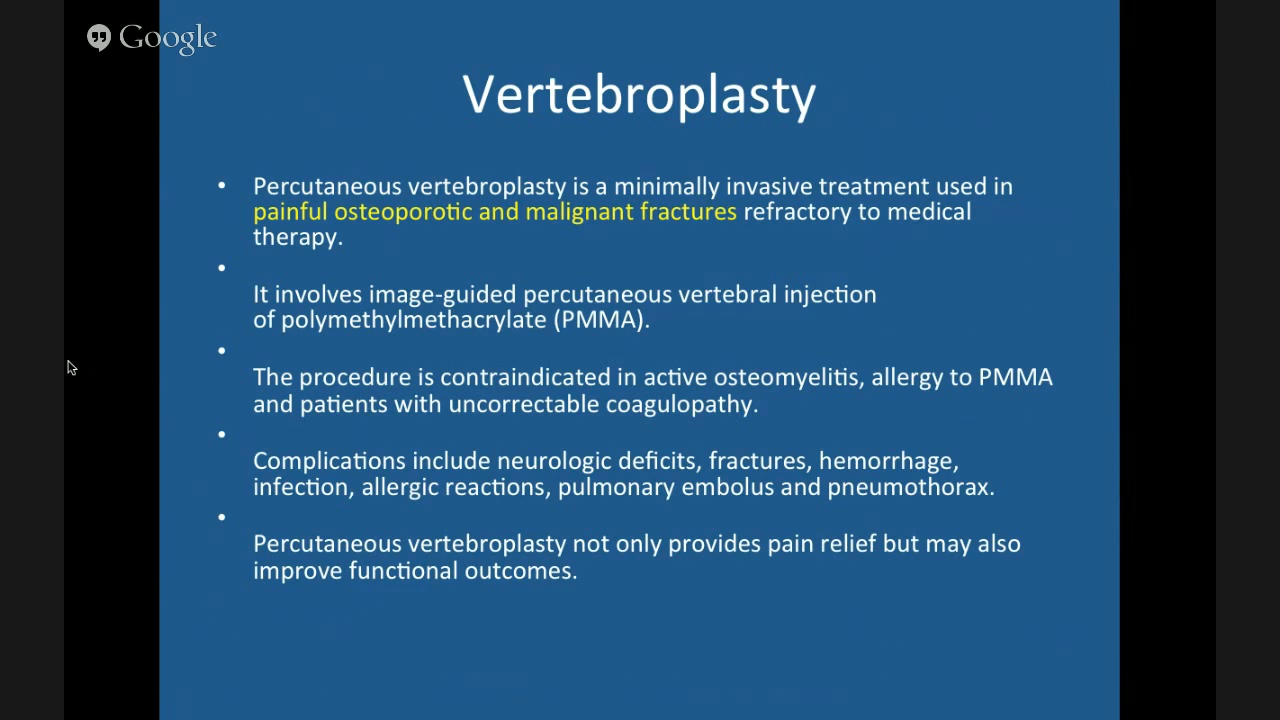 Google
Vertebroplasty
• Percutaneous vertebroplasty is a minimally invasive treatment used in
painful osteoporotic and malignant fractures refractory to medical
therapy.
•
It involves image-guided percutaneous vertebral injection
of polymethylmethacrylate (PMMA).
•
The procedure is contraindicated in active osteomyelitis, allergy to PMMA
and patients with uncorrectable coagulopathy.
•
Complications include neurologic deficits, fractures, hemorrhage,
infection, allergic reactions, pulmonary embolus and pneumothorax.
•
Percutaneous vertebroplasty not only provides pain relief but may also
improve functional outcomes.